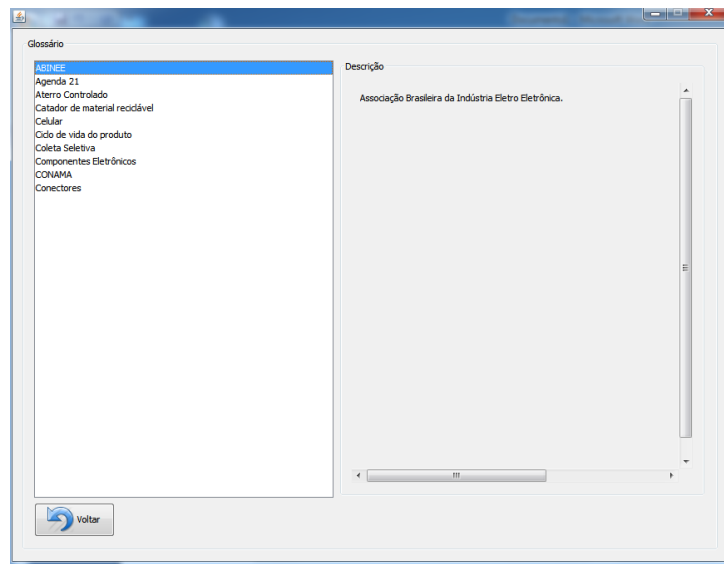 Glossário
ABINEE
Agenda 21
Aterro Controlado
Catador de material reciclável
Celular
Ciclo de vida do produto
Coleta Seletiva
Componentes Eletrônicos
CONAMA
Conectores
Descrição
Associação Brasileira da Indústria Eletro Eletrônica.
Voltar